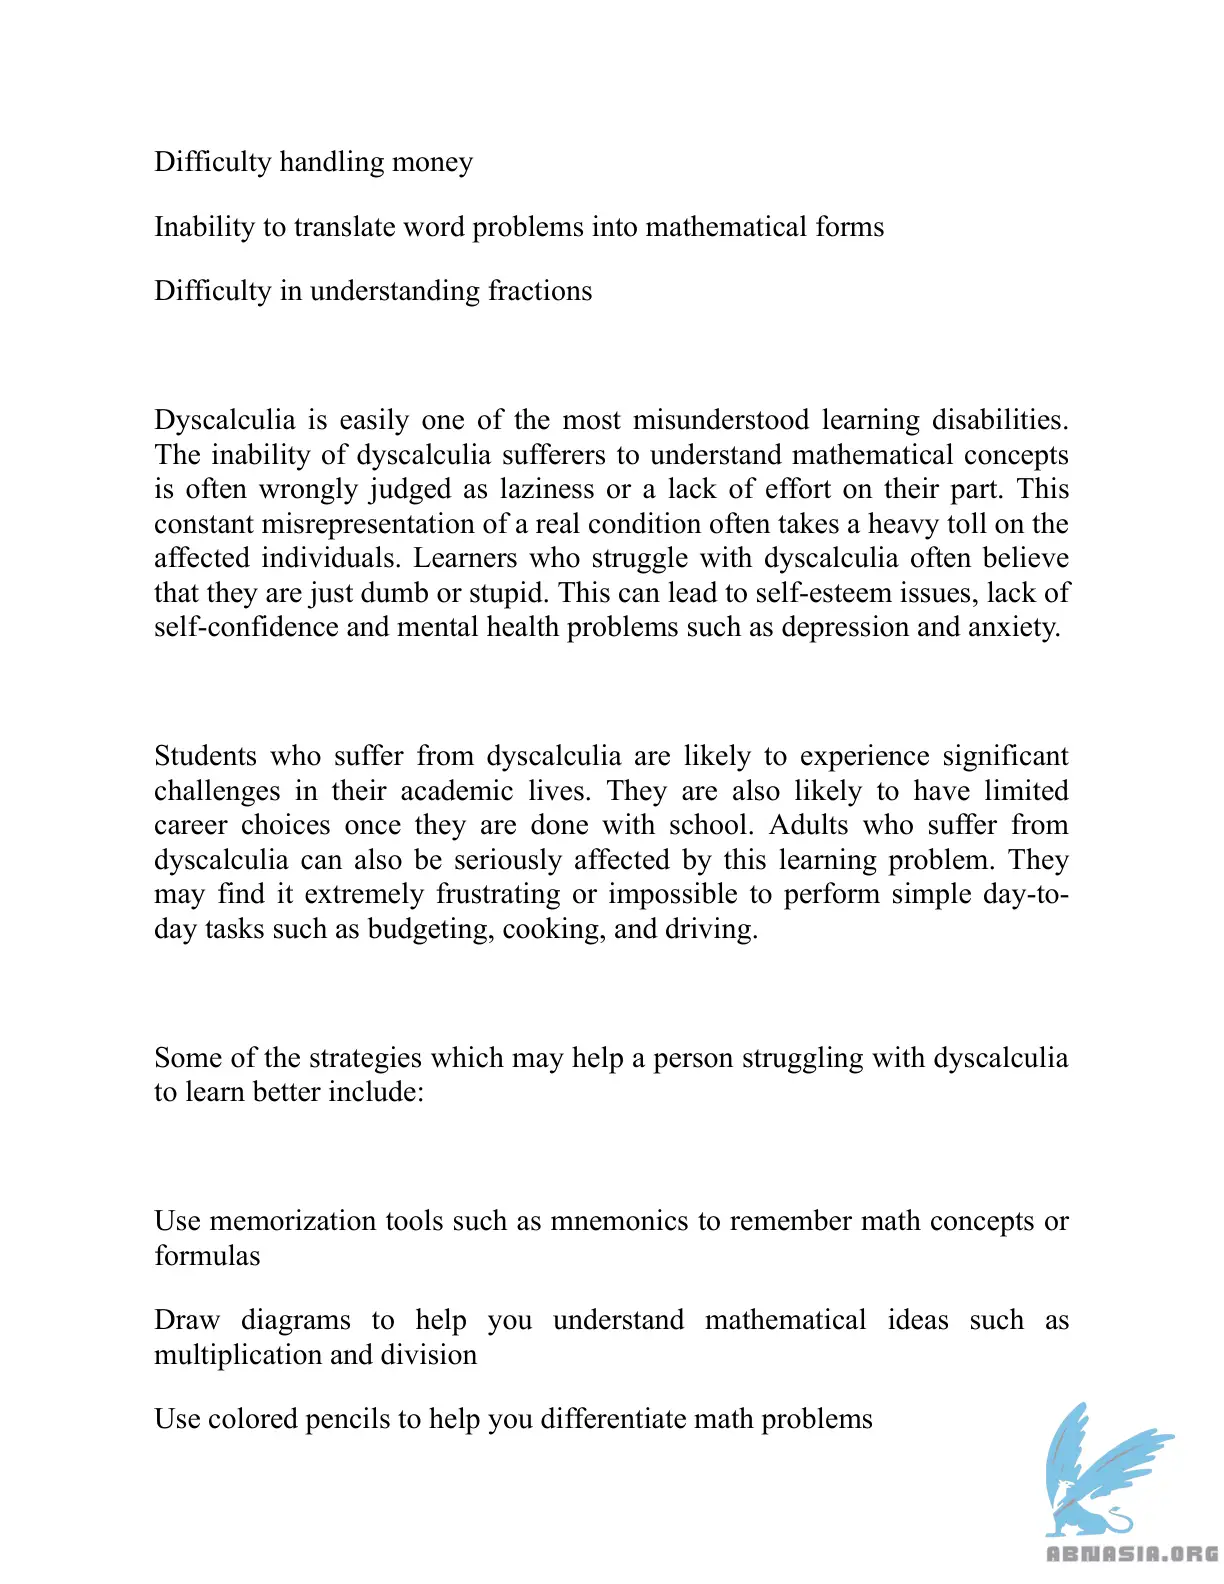 Difficulty handling money
Inability to translate word problems into mathematical forms
Difficulty in understanding fractions
Dyscalculia is easily one of the most misunderstood learning disabilities.
The inability of dyscalculia sufferers to understand mathematical concepts
is often wrongly judged as laziness or a lack of effort on their part. This
constant misrepresentation of a real condition often takes a heavy toll on the
affected individuals. Learners who struggle with dyscalculia often believe
that they are just dumb or stupid. This can lead to self-esteem issues, lack of
self-confidence and mental health problems such as depression and anxiety.
Students who suffer from dyscalculia are likely to experience significant
challenges in their academic lives. They are also likely to have limited
career choices once they are done with school. Adults who suffer from
dyscalculia can also be seriously affected by this learning problem. They
may find it extremely frustrating or impossible to perform simple day-to-
day tasks such as budgeting, cooking, and driving.
Some of the strategies which may help a person struggling with dyscalculia
to learn better include:
Use memorization tools such as mnemonics to remember math concepts or
formulas
Draw diagrams to help you understand mathematical ideas such as
multiplication and division
Use colored pencils to help you differentiate math problems
ABNASIA.ORG